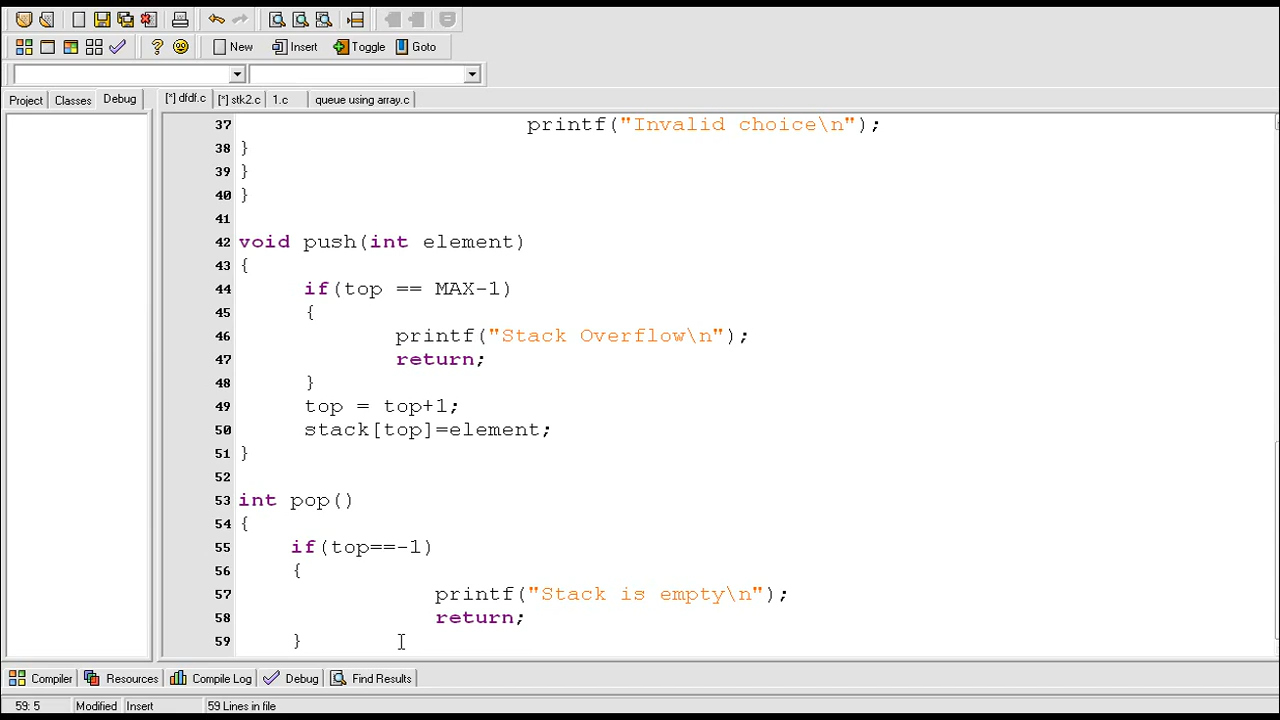 New Insert Toggle Goto
Project Classes Debug [*] dfdf.c [*] stk2.c 1.c queue using array.c
37 printf("Invalid choice\n");
38 }
39 }
40 }
41
42 void push(int element)
43 {
44 if(top == MAX-1)
45 {
46 printf("Stack Overflow\n");
47 return;
48 }
49 top = top+1;
50 stack[top]=element;
51 }
52
53 int pop()
54 {
55 if(top==-1)
56 {
57 printf("Stack is empty\n");
58 return;
59 }
Compiler Resources Compile Log Debug Find Results
59: 5 Modified Insert 59 Lines in file